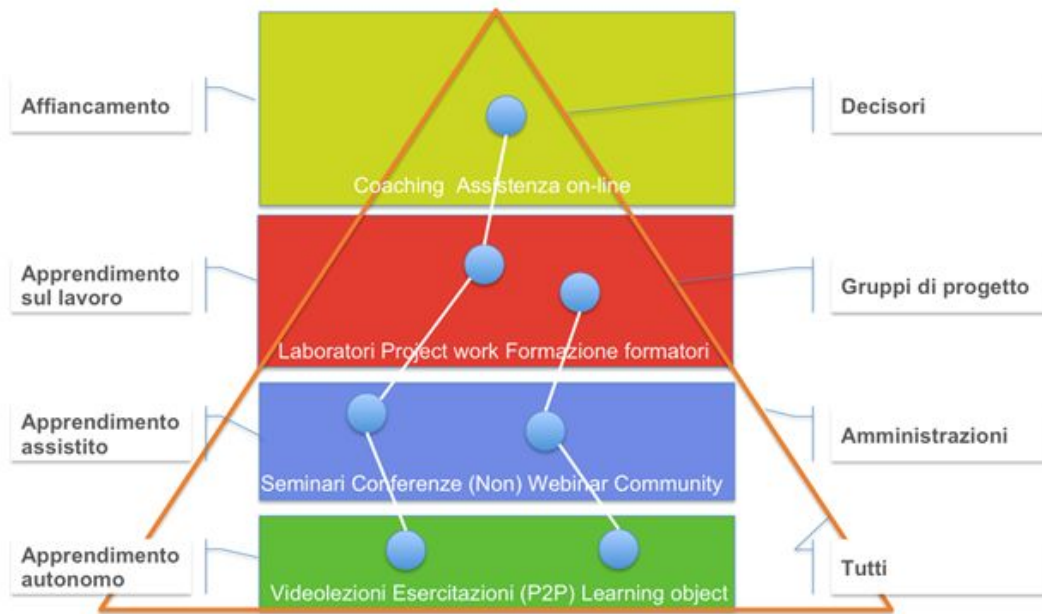 Affiancamento
Decisori
Coaching Assistenza on-line
Apprendimento
sul lavoro
Gruppi di progetto
Laboratori Project work Formazione formatori
Apprendimento
assistito
Amministrazioni
Seminari Conferenze (Non) Webinar Community
Apprendimento
autonomo
Tutti
Videolezioni Esercitazioni (P2P) Learning object